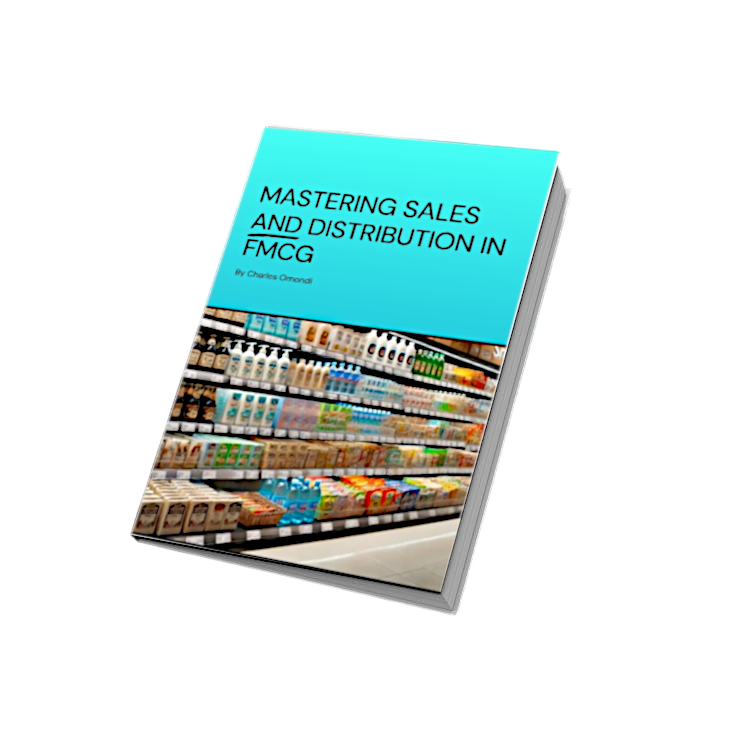 MASTERING SALES
AND DISTRIBUTION IN
FMCG
By Charles Omondi